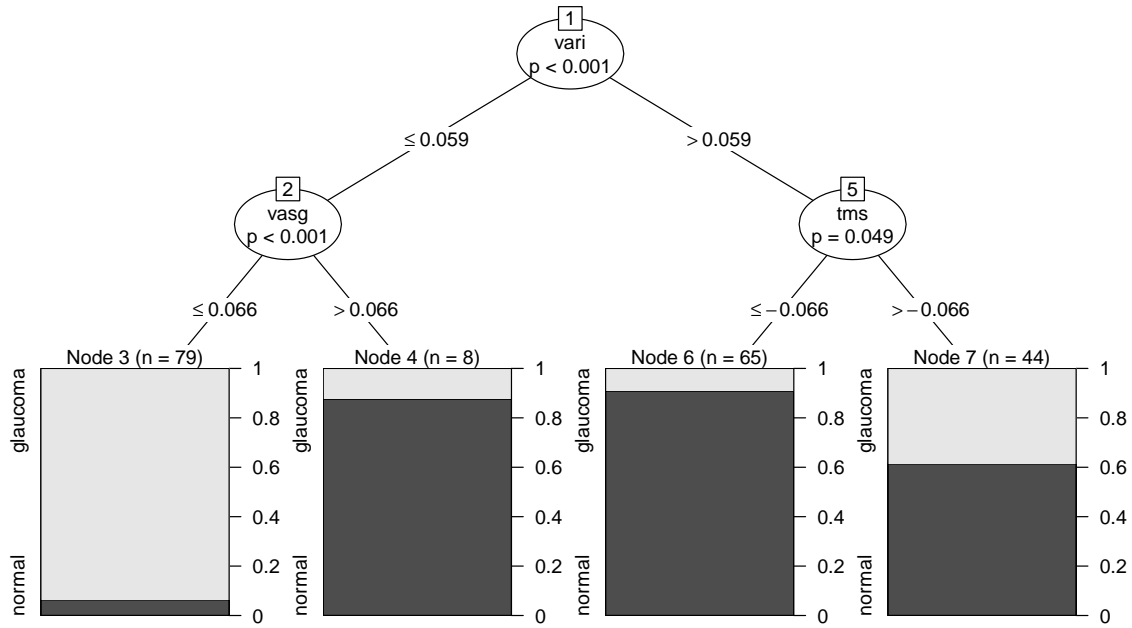 1
vari
p < 0.001
≤ 0.059
> 0.059
2
vasg
p < 0.001
5
tms
p = 0.049
≤ 0.066
> 0.066
≤ −0.066
> −0.066
Node 3 (n = 79)
normal
glaucoma
0
0.2
0.4
0.6
0.8
1
Node 4 (n = 8)
normal
glaucoma
0
0.2
0.4
0.6
0.8
1
Node 6 (n = 65)
normal
glaucoma
0
0.2
0.4
0.6
0.8
1
Node 7 (n = 44)
normal
glaucoma
0
0.2
0.4
0.6
0.8
1